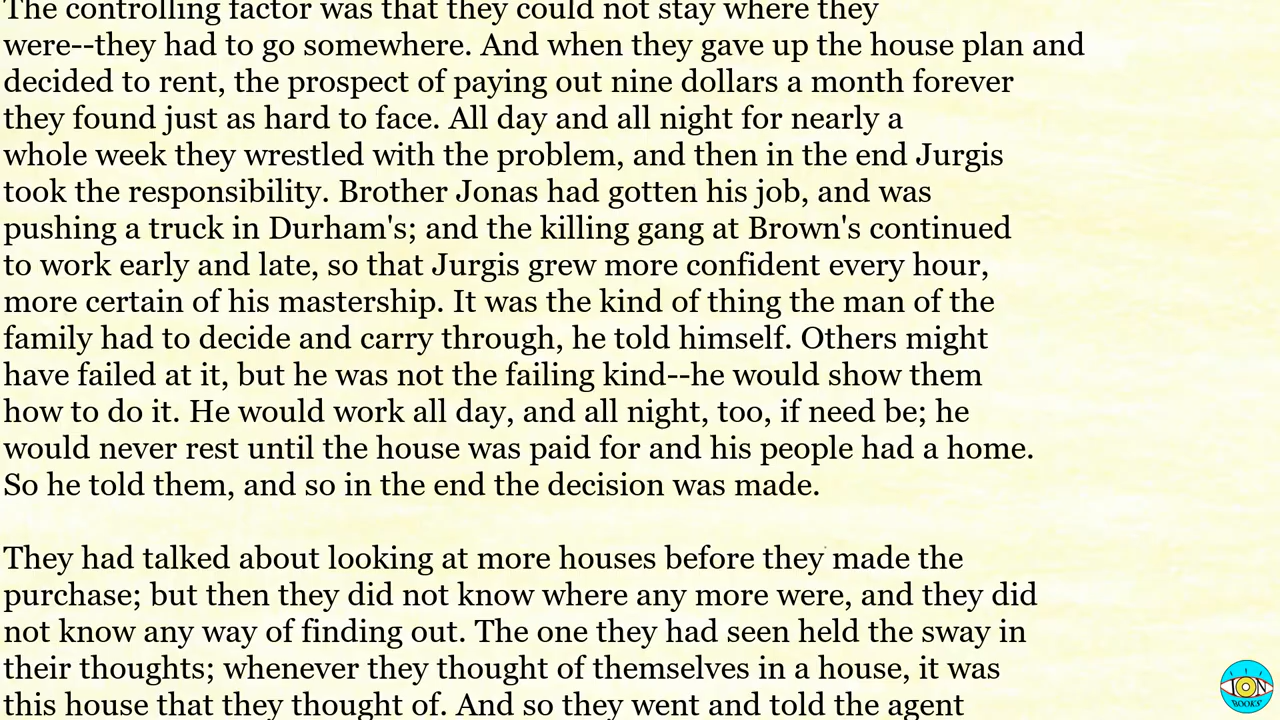 The controlling factor was that they could not stay where they
were--they had to go somewhere. And when they gave up the house plan and
decided to rent, the prospect of paying out nine dollars a month forever
they found just as hard to face. All day and all night for nearly a
whole week they wrestled with the problem, and then in the end Jurgis
took the responsibility. Brother Jonas had gotten his job, and was
pushing a truck in Durham's; and the killing gang at Brown's continued
to work early and late, so that Jurgis grew more confident every hour,
more certain of his mastership. It was the kind of thing the man of the
family had to decide and carry through, he told himself. Others might
have failed at it, but he was not the failing kind--he would show them
how to do it. He would work all day, and all night, too, if need be; he
would never rest until the house was paid for and his people had a home.
So he told them, and so in the end the decision was made.
They had talked about looking at more houses before they made the
purchase; but then they did not know where any more were, and they did
not know any way of finding out. The one they had seen held the sway in
their thoughts; whenever they thought of themselves in a house, it was
this house that they thought of. And so they went and told the agent
ION
BOOKS